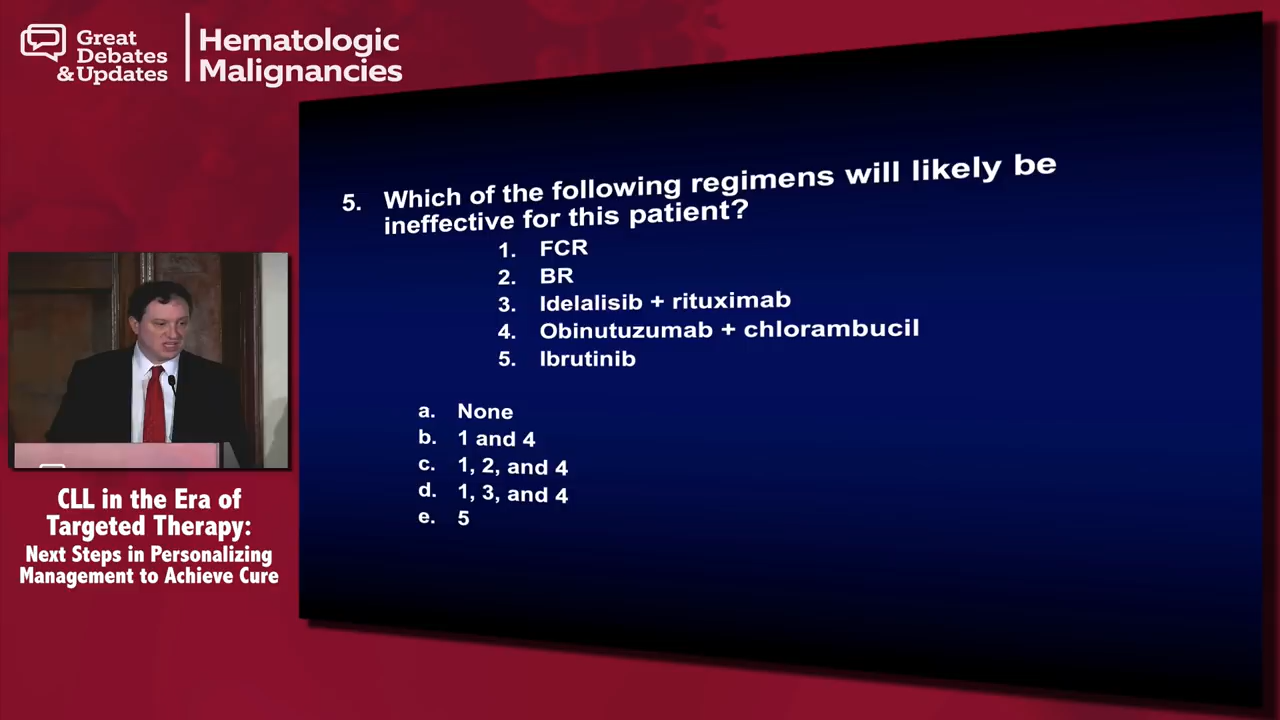 Great
Debates
& Updates
Hematologic
Malignancies
5. Which of the following regimens will likely be
ineffective for this patient?
1. FCR
2. BR
3. Idelalisib + rituximab
4. Obinutuzumab + chlorambucil
5. Ibrutinib
a. None
b. 1 and 4
c. 1, 2, and 4
d. 1, 3, and 4
e. 5
CLL in the Era of
Targeted Therapy:
Next Steps in Personalizing
Management to Achieve Cure